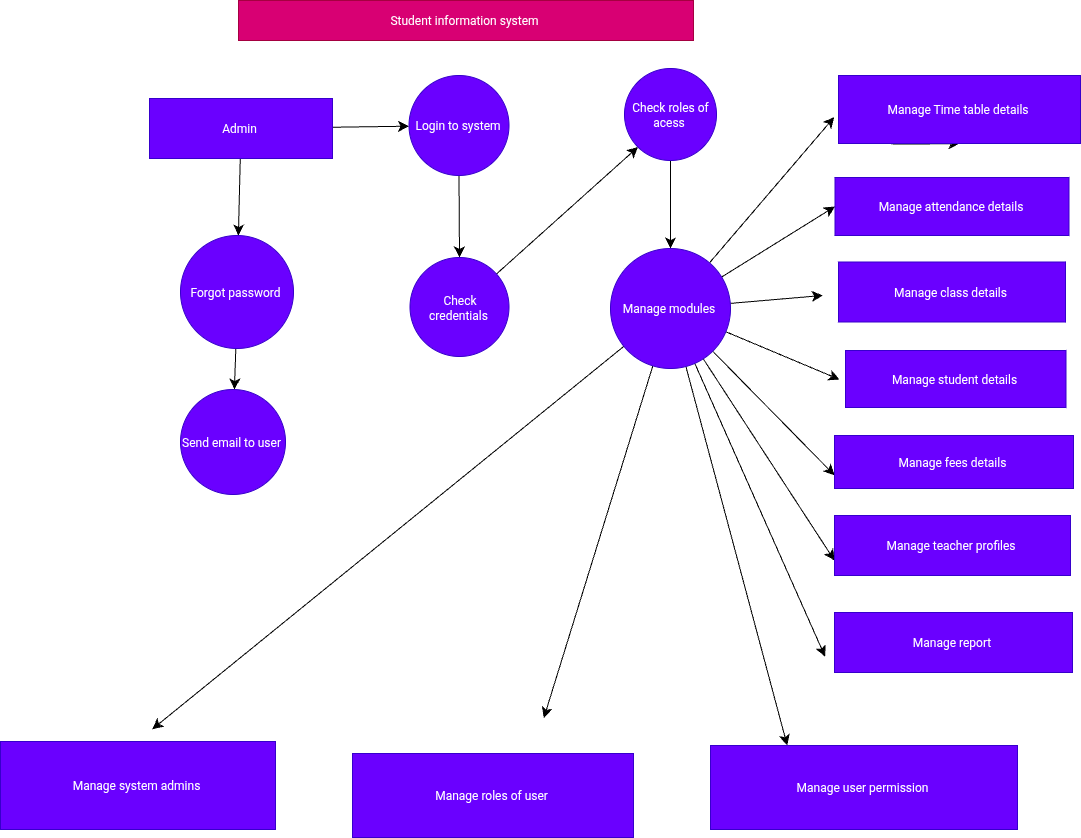 Student information system
Admin
Login to system
Check roles of
acess
Manage Time table details
Manage attendance details
Forgot password
Check
credentials
Manage modules
Manage class details
Manage student details
Send email to user
Manage fees details
Manage teacher profiles
Manage report
Manage system admins
Manage roles of user
Manage user permission